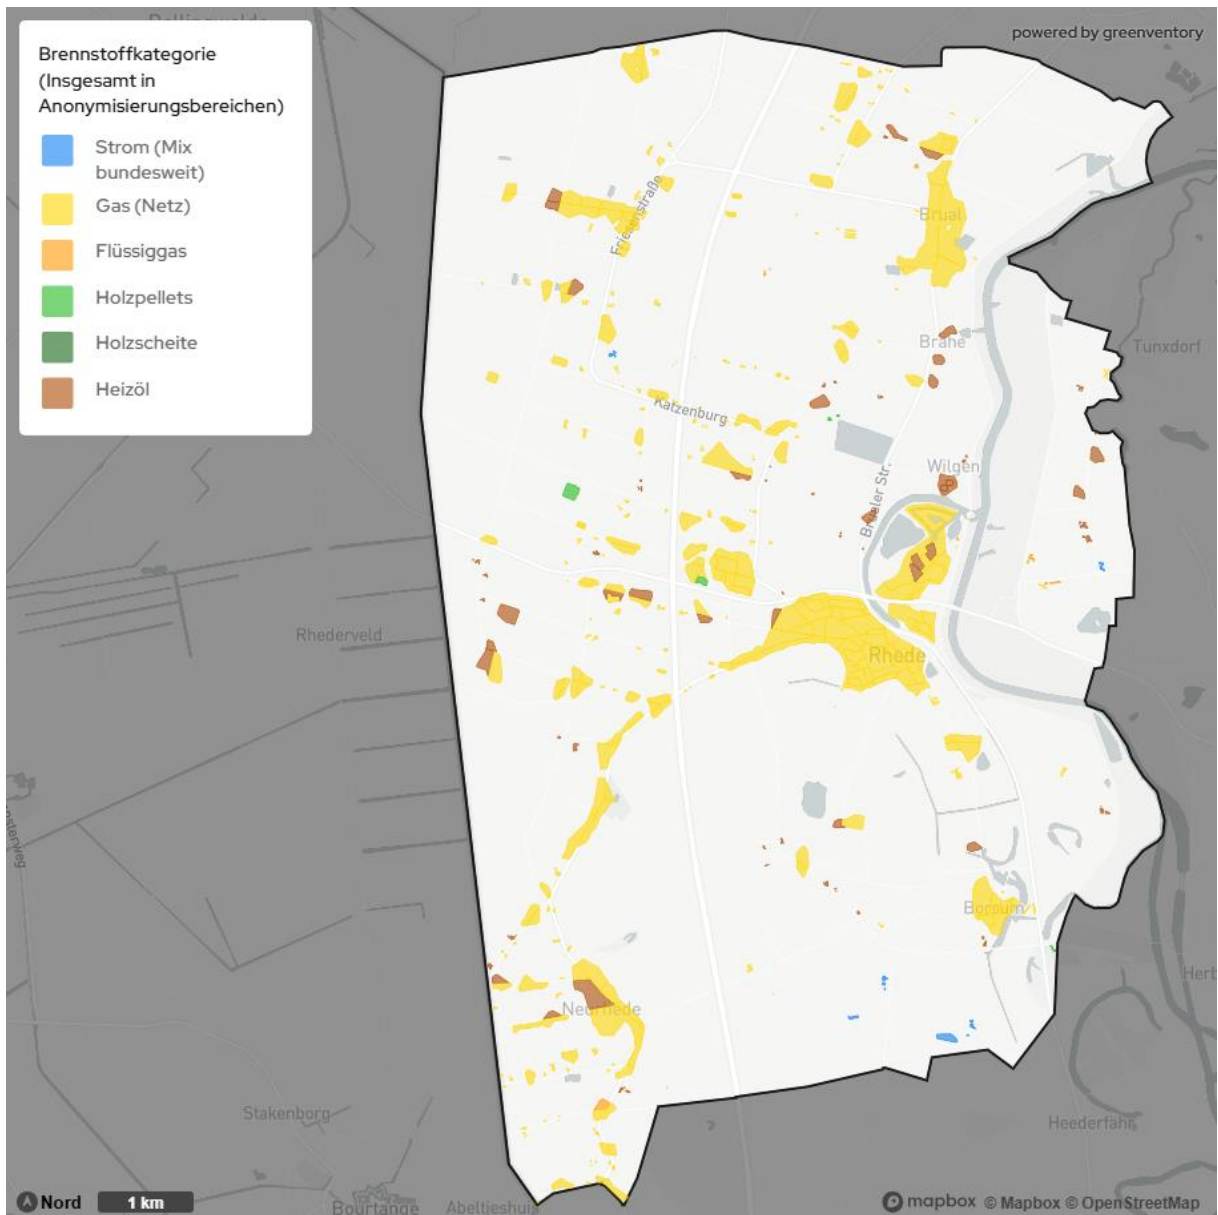 Bellingwolde
powered by greenventory
Brennstoffkategorie
(Insgesamt in
Anonymisierungsbereichen)
Strom (Mix
bundesweit)
Gas (Netz)
Flüssiggas
Holzpellets
Holzscheite
Heizöl
Friesenstraße
Brual
Brahe
Tunxdorf
Katzenburg
Wilgen
Brualer Str.
Rhederveld
Rhede
Borsum
Neurhede
Stakenborg
Heederfähr
Nord
1 km
Bourtange
Abeltjeshuis
mapbox © Mapbox © OpenStreetMap